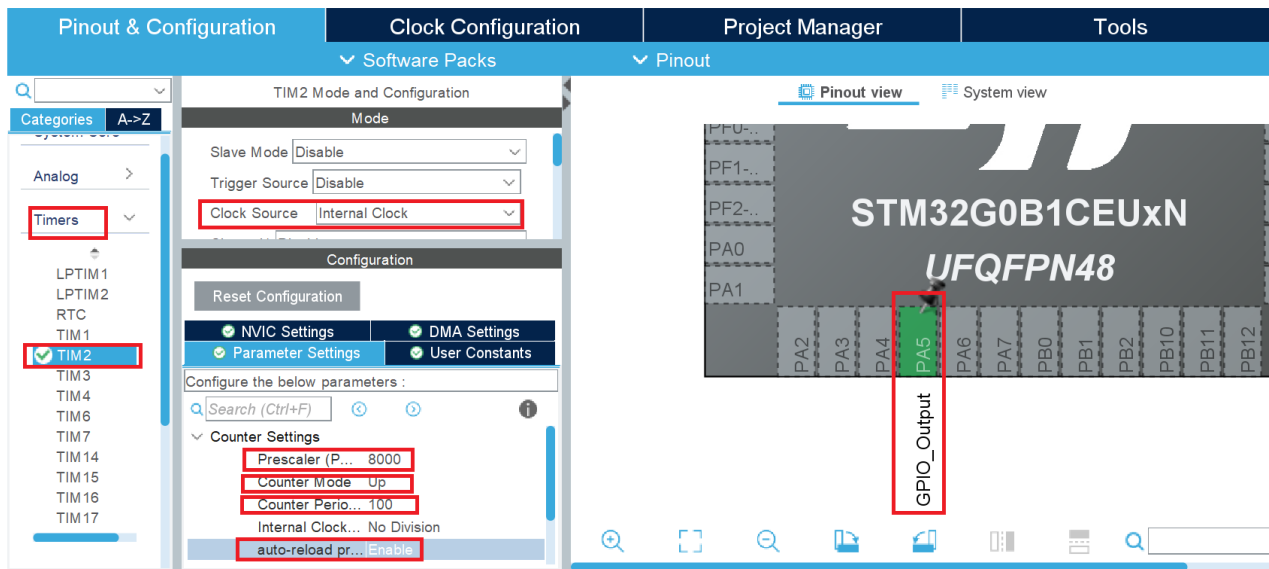 Pinout & Configuration
Clock Configuration
Project Manager
Tools
Software Packs
Pinout
Categories
A->Z
Analog
Timers
LPTIM1
LPTIM2
RTC
TIM1
TIM2
TIM3
TIM4
TIM6
TIM7
TIM14
TIM15
TIM16
TIM17
TIM2 Mode and Configuration
Mode
Slave Mode Disable
Trigger Source Disable
Clock Source Internal Clock
Configuration
Reset Configuration
NVIC Settings
DMA Settings
Parameter Settings
User Constants
Configure the below parameters :
Search (Ctrl+F)
Counter Settings
Prescaler (P... 8000
Counter Mode Up
Counter Perio... 100
Internal Clock... No Division
auto-reload pr... Enable
Pinout view
System view
PF0-..
PF1-..
PF2-..
PA0
PA1
STM32G0B1CEUxN
UFQFPN48
PA2
PA3
PA4
PA5
PA6
PA7
PB0
PB1
PB2
PB10
PB11
PB12
GPIO_Output